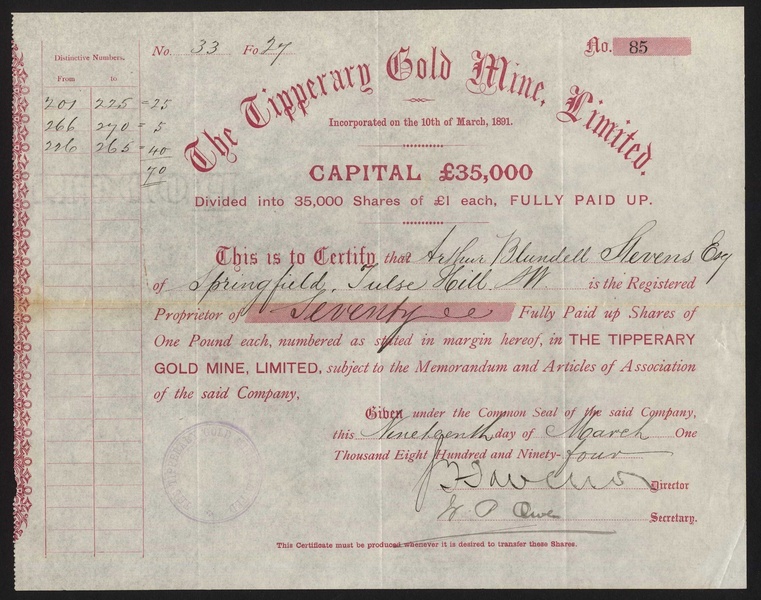 Distinctive Numbers.
From to
201 225 = 25
266 270 = 5
226 265 = 40
70
No. 33 Fo 27
No. 85
The Tipperary Gold Mine, Limited.
Incorporated on the 10th of March, 1891.
CAPITAL £35,000
Divided into 35,000 Shares of £1 each, FULLY PAID UP.
This is to Certify that Arthur Blundell Stevens Esq
of Springfield, Tulse Hill. SW is the Registered
Proprietor of Seventy Fully Paid up Shares of
One Pound each, numbered as stated in margin hereof, in THE TIPPERARY
GOLD MINE, LIMITED, subject to the Memorandum and Articles of Association
of the said Company,
Given under the Common Seal of the said Company,
this Nineteenth day of March One
Thousand Eight Hundred and Ninety-four
Director
W. P. Owen Secretary.
This Certificate must be produced whenever it is desired to transfer these Shares.